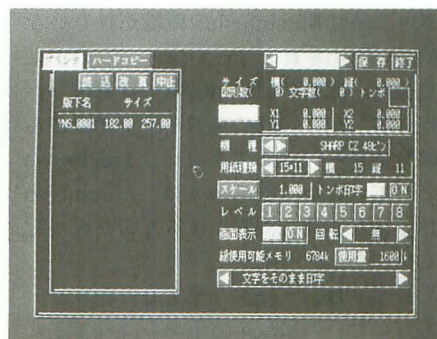 プリンタ ハードコピー
読込 改頁 中止
版下名 サイズ
NS_0001 182.00 257.00
保存 終了
サイズ 横( 0.000 ) 縦( 0.000 )
図形数( 0) 文字数( 0) トンボ
X1 0.000 X2 0.000
Y1 0.000 Y2 0.000
機種 SHARP CZ 48ピン
用紙種類 15*11 横 15 縦 11
スケール 1.000 トンボ印字 ON
レベル 1 2 3 4 5 6 7 8
画面表示 ON 回転 無
総使用可能メモリ 6784k 使用量 1600k
文字をそのまま印字